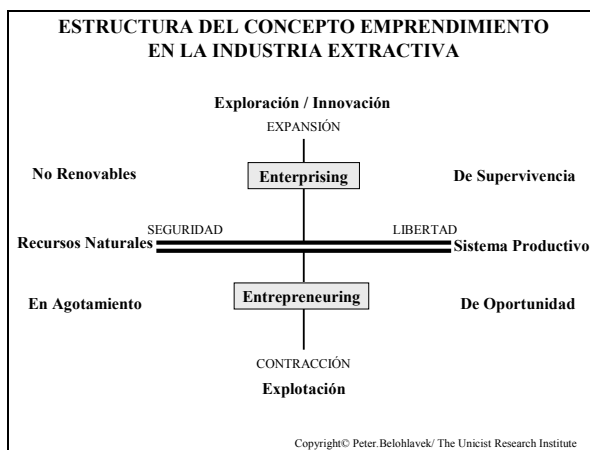 ESTRUCTURA DEL CONCEPTO EMPRENDIMIENTO
EN LA INDUSTRIA EXTRACTIVA
Exploración / Innovación
EXPANSIÓN
No Renovables
Enterprising
De Supervivencia
SEGURIDAD
LIBERTAD
Recursos Naturales
Sistema Productivo
En Agotamiento
Entrepreneuring
De Oportunidad
CONTRACCIÓN
Explotación
Copyright© Peter.Belohlavek/ The Unicist Research Institute